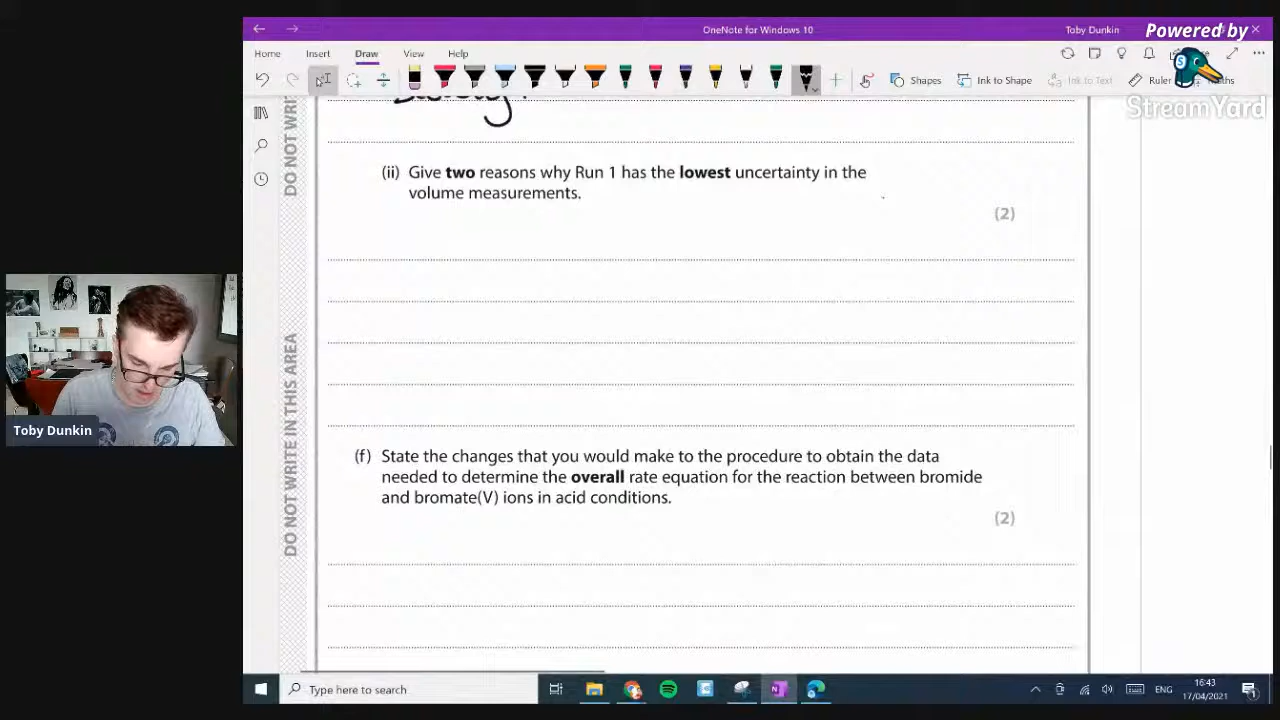 OneNote for Windows 10
Toby Dunkin
Powered by
StreamYard
Home Insert Draw View Help
Shapes Ink to Shape Ink to Text Ruler
DO NOT WRI
(ii) Give two reasons why Run 1 has the lowest uncertainty in the
volume measurements.
(2)
DO NOT WRITE IN THIS AREA
(f) State the changes that you would make to the procedure to obtain the data
needed to determine the overall rate equation for the reaction between bromide
and bromate(V) ions in acid conditions.
(2)
Toby Dunkin
Type here to search
ENG
16:43
17/04/2021